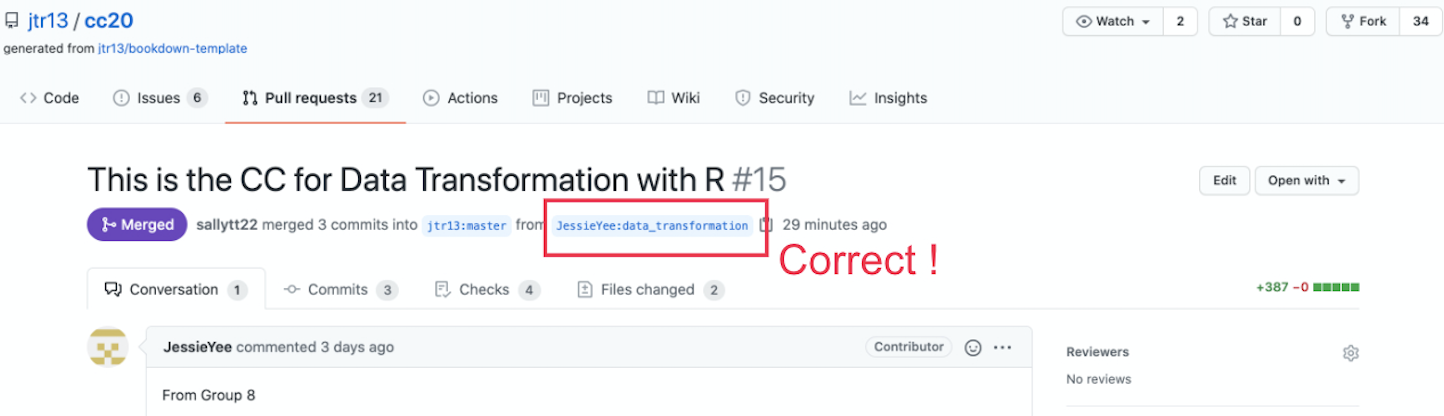 jtr13 / cc20
Watch 2 Star 0 Fork 34
generated from jtr13/bookdown-template
Code Issues 6 Pull requests 21 Actions Projects Wiki Security Insights
This is the CC for Data Transformation with R #15
Edit Open with
Merged sallytt22 merged 3 commits into jtr13:master from JessieYee:data_transformation 29 minutes ago
Correct !
Conversation 1 Commits 3 Checks 4 Files changed 2
+387 −0
JessieYee commented 3 days ago Contributor
Reviewers
No reviews
From Group 8